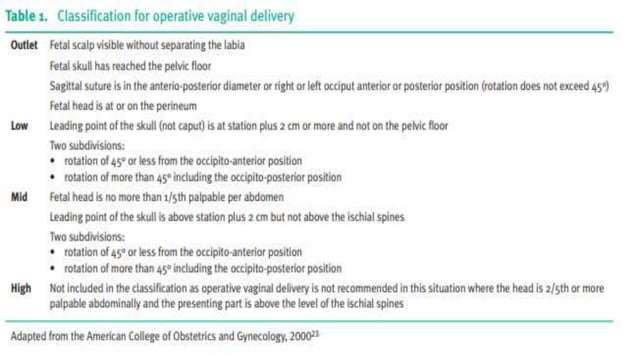 Table 1. Classification for operative vaginal delivery
Outlet Fetal scalp visible without separating the labia
Fetal skull has reached the pelvic floor
Sagittal suture is in the anterio-posterior diameter or right or left occiput anterior or posterior position (rotation does not exceed 45º)
Fetal head is at or on the perineum
Low Leading point of the skull (not caput) is at station plus 2 cm or more and not on the pelvic floor
Two subdivisions:
• rotation of 45º or less from the occipito-anterior position
• rotation of more than 45º including the occipito-posterior position
Mid Fetal head is no more than 1/5th palpable per abdomen
Leading point of the skull is above station plus 2 cm but not above the ischial spines
Two subdivisions:
• rotation of 45º or less from the occipito-anterior position
• rotation of more than 45º including the occipito-posterior position
High Not included in the classification as operative vaginal delivery is not recommended in this situation where the head is 2/5th or more
palpable abdominally and the presenting part is above the level of the ischial spines
Adapted from the American College of Obstetrics and Gynecology, 2000²³